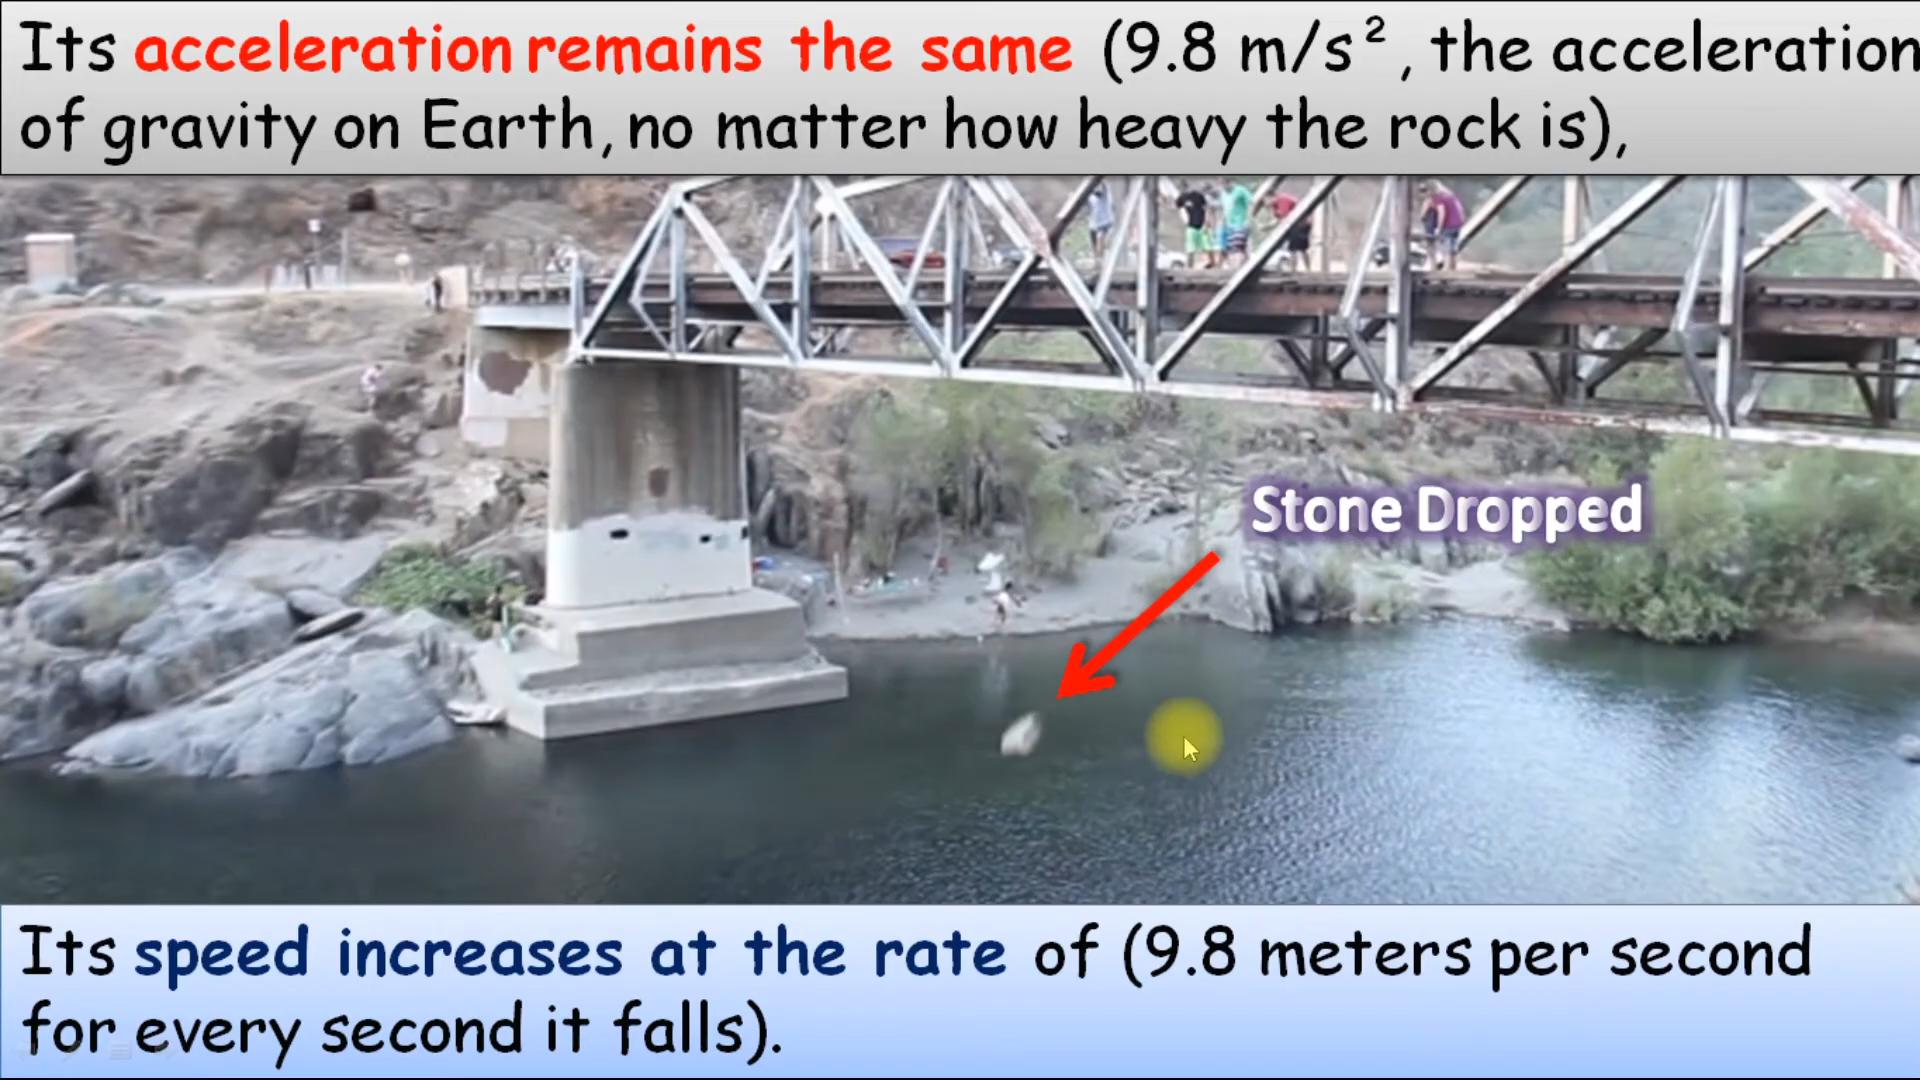 Its acceleration remains the same (9.8 m/s², the acceleration
of gravity on Earth, no matter how heavy the rock is),
Stone Dropped
Its speed increases at the rate of (9.8 meters per second
for every second it falls).